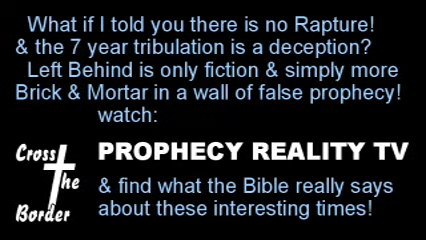 What if I told you there is no Rapture!
& the 7 year tribulation is a deception?
Left Behind is only fiction & simply more
Brick & Mortar in a wall of false prophecy!
watch:
Cross
the
Border
PROPHECY REALITY TV
& find what the Bible really says
about these interesting times!